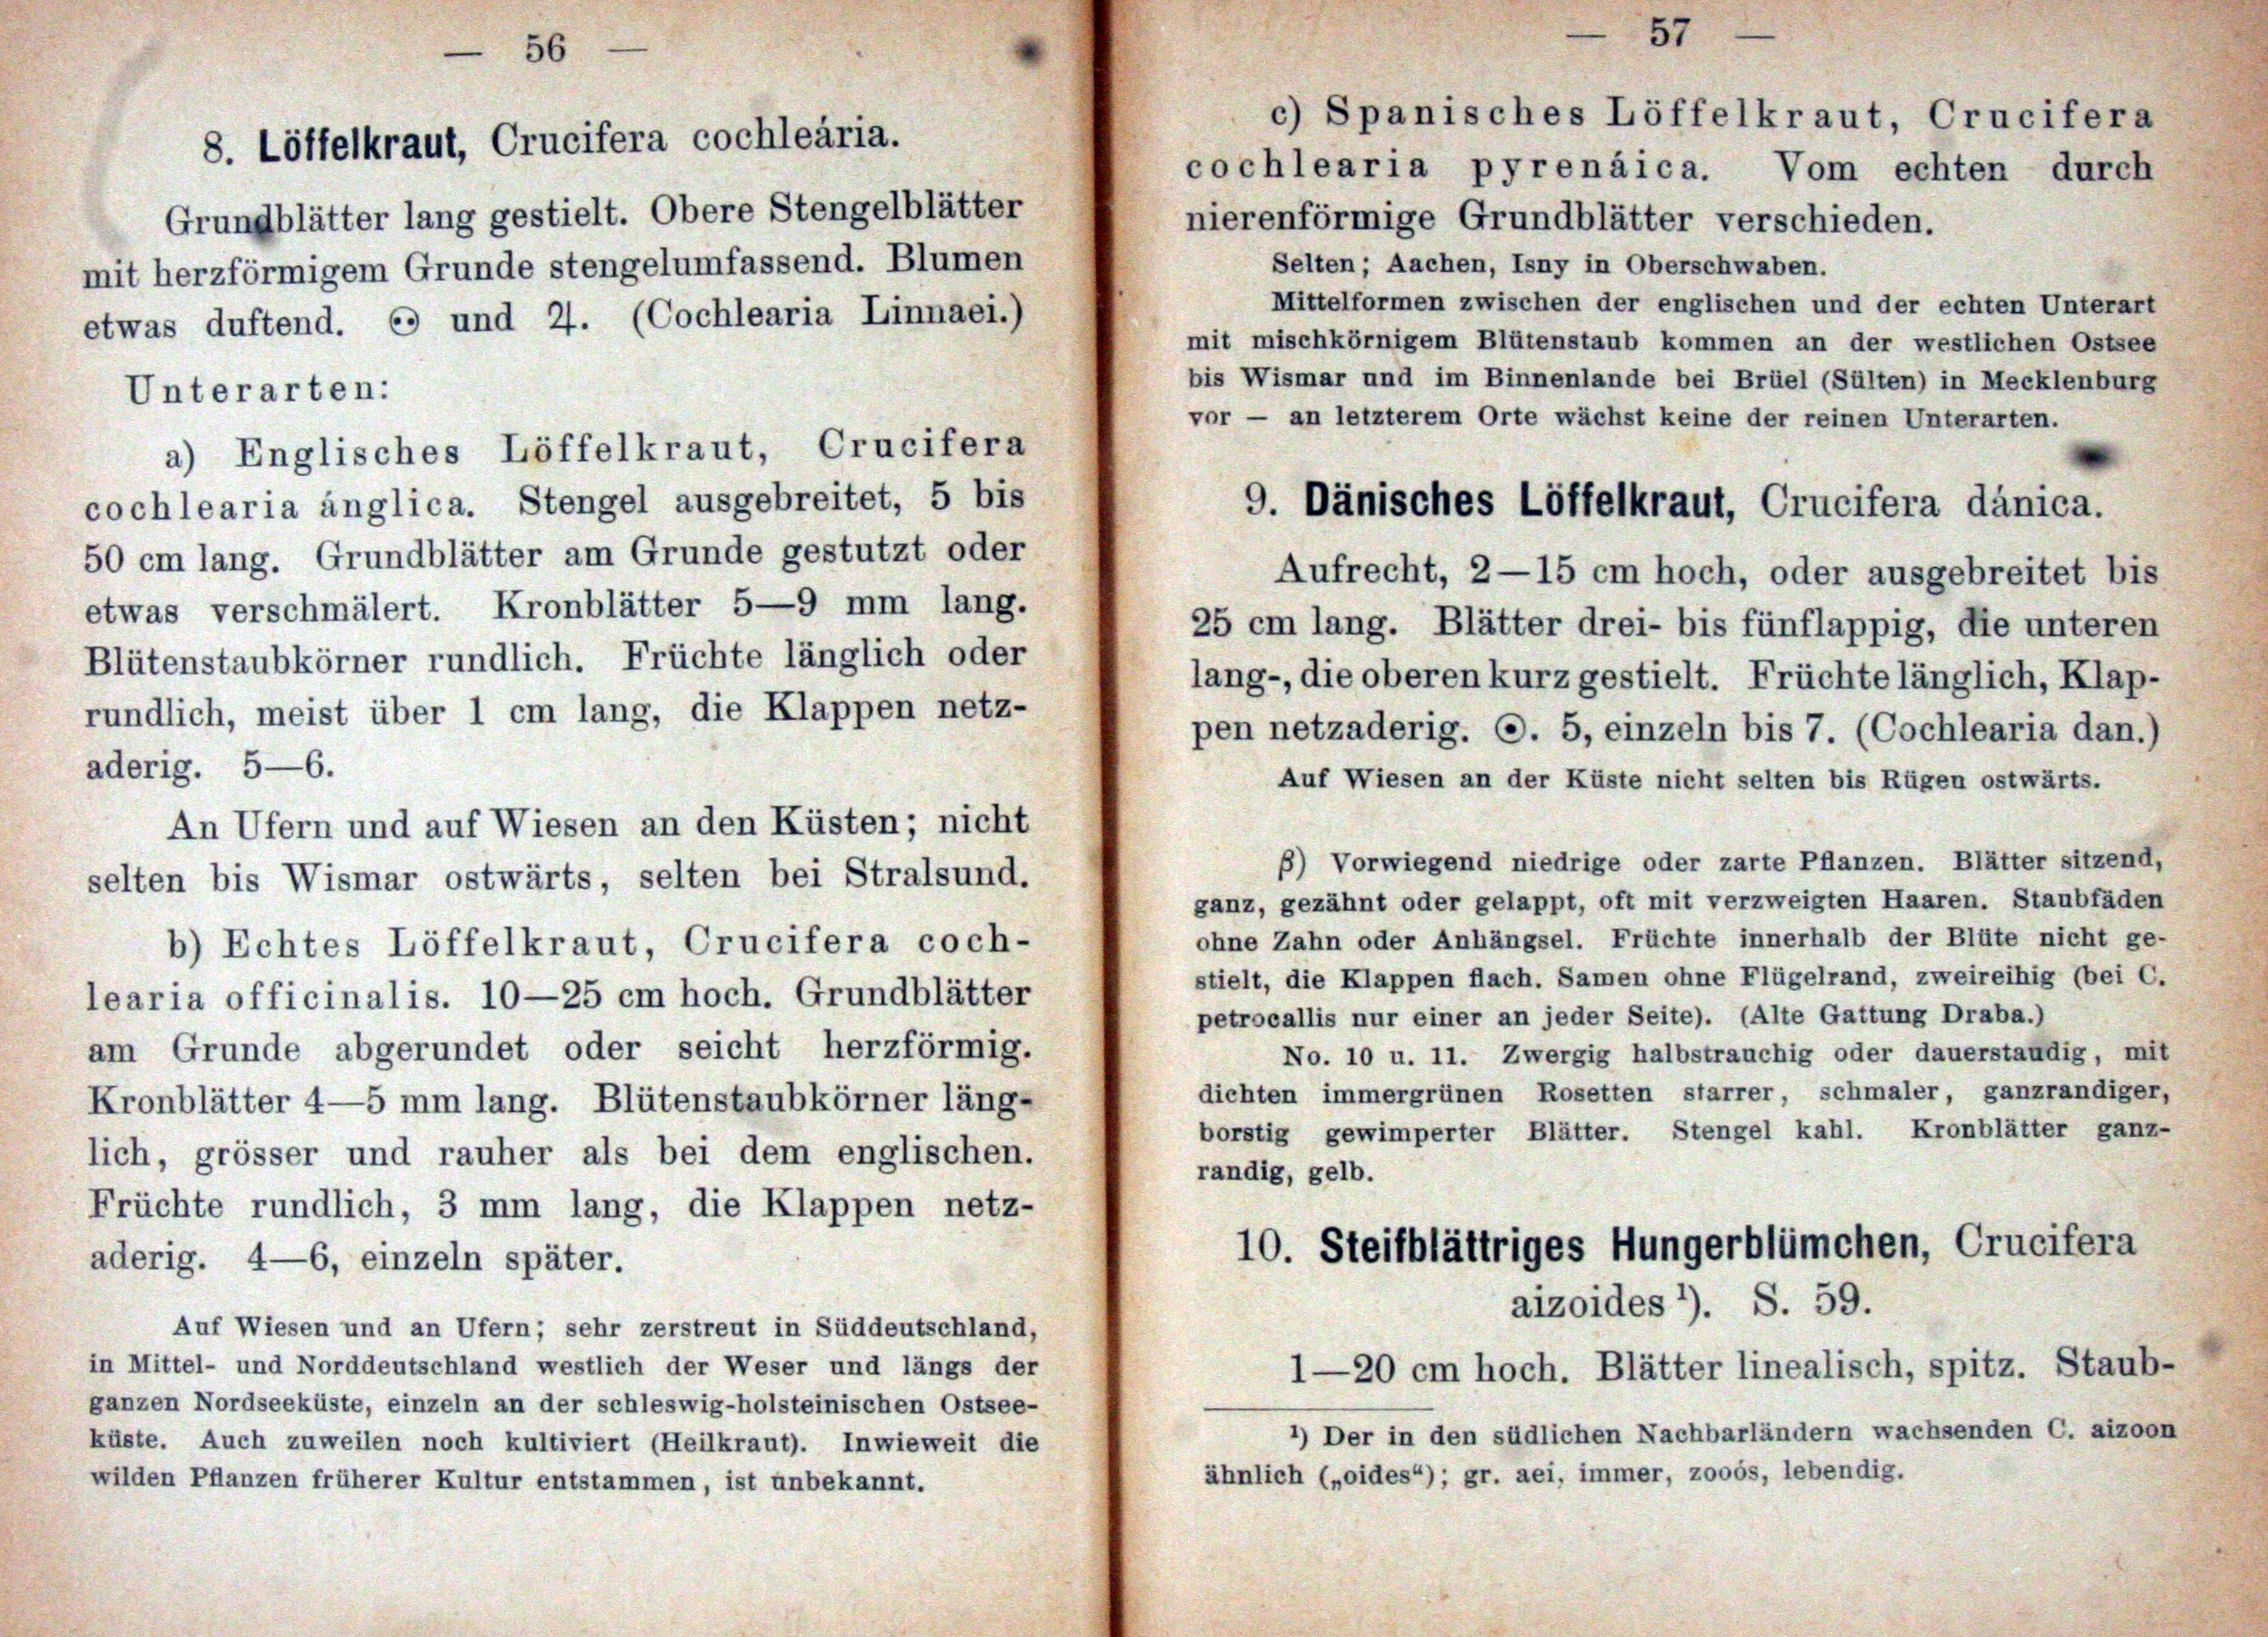 — 56 —
8. Löffelkraut, Crucifera cochleária.
Grundblätter lang gestielt. Obere Stengelblätter
mit herzförmigem Grunde stengelumfassend. Blumen
etwas duftend. ☉ und ♃. (Cochlearia Linnaei.)
Unterarten:
a) Englisches Löffelkraut, Crucifera
cochlearia ánglica. Stengel ausgebreitet, 5 bis
50 cm lang. Grundblätter am Grunde gestutzt oder
etwas verschmälert. Kronblätter 5—9 mm lang.
Blütenstaubkörner rundlich. Früchte länglich oder
rundlich, meist über 1 cm lang, die Klappen netz-
aderig. 5—6.
An Ufern und auf Wiesen an den Küsten; nicht
selten bis Wismar ostwärts, selten bei Stralsund.
b) Echtes Löffelkraut, Crucifera coch-
learia officinalis. 10—25 cm hoch. Grundblätter
am Grunde abgerundet oder seicht herzförmig.
Kronblätter 4—5 mm lang. Blütenstaubkörner läng-
lich, grösser und rauher als bei dem englischen.
Früchte rundlich, 3 mm lang, die Klappen netz-
aderig. 4—6, einzeln später.
Auf Wiesen und an Ufern; sehr zerstreut in Süddeutschland,
in Mittel- und Norddeutschland westlich der Weser und längs der
ganzen Nordseeküste, einzeln an der schleswig-holsteinischen Ostsee-
küste. Auch zuweilen noch kultiviert (Heilkraut). Inwieweit die
wilden Pflanzen früherer Kultur entstammen, ist unbekannt.
— 57 —
c) Spanisches Löffelkraut, Crucifera
cochlearia pyrenáica. Vom echten durch
nierenförmige Grundblätter verschieden.
Selten; Aachen, Isny in Oberschwaben.
Mittelformen zwischen der englischen und der echten Unterart
mit mischkörnigem Blütenstaub kommen an der westlichen Ostsee
bis Wismar und im Binnenlande bei Brüel (Sülten) in Mecklenburg
vor — an letzterem Orte wächst keine der reinen Unterarten.
9. Dänisches Löffelkraut, Crucifera dánica.
Aufrecht, 2—15 cm hoch, oder ausgebreitet bis
25 cm lang. Blätter drei- bis fünflappig, die unteren
lang-, die oberen kurz gestielt. Früchte länglich, Klap-
pen netzaderig. ☉. 5, einzeln bis 7. (Cochlearia dan.)
Auf Wiesen an der Küste nicht selten bis Rügen ostwärts.
β) Vorwiegend niedrige oder zarte Pflanzen. Blätter sitzend,
ganz, gezähnt oder gelappt, oft mit verzweigten Haaren. Staubfäden
ohne Zahn oder Anhängsel. Früchte innerhalb der Blüte nicht ge-
stielt, die Klappen flach. Samen ohne Flügelrand, zweireihig (bei C.
petrocallis nur einer an jeder Seite). (Alte Gattung Draba.)
No. 10 u. 11. Zwergig halbstrauchig oder dauerstaudig, mit
dichten immergrünen Rosetten starrer, schmaler, ganzrandiger,
borstig gewimperter Blätter. Stengel kahl. Kronblätter ganz-
randig, gelb.
10. Steifblättriges Hungerblümchen, Crucifera
aizoides ¹). S. 59.
1—20 cm hoch. Blätter linealisch, spitz. Staub-
¹) Der in den südlichen Nachbarländern wachsenden C. aizoon
ähnlich („oides“); gr. aei, immer, zooós, lebendig.